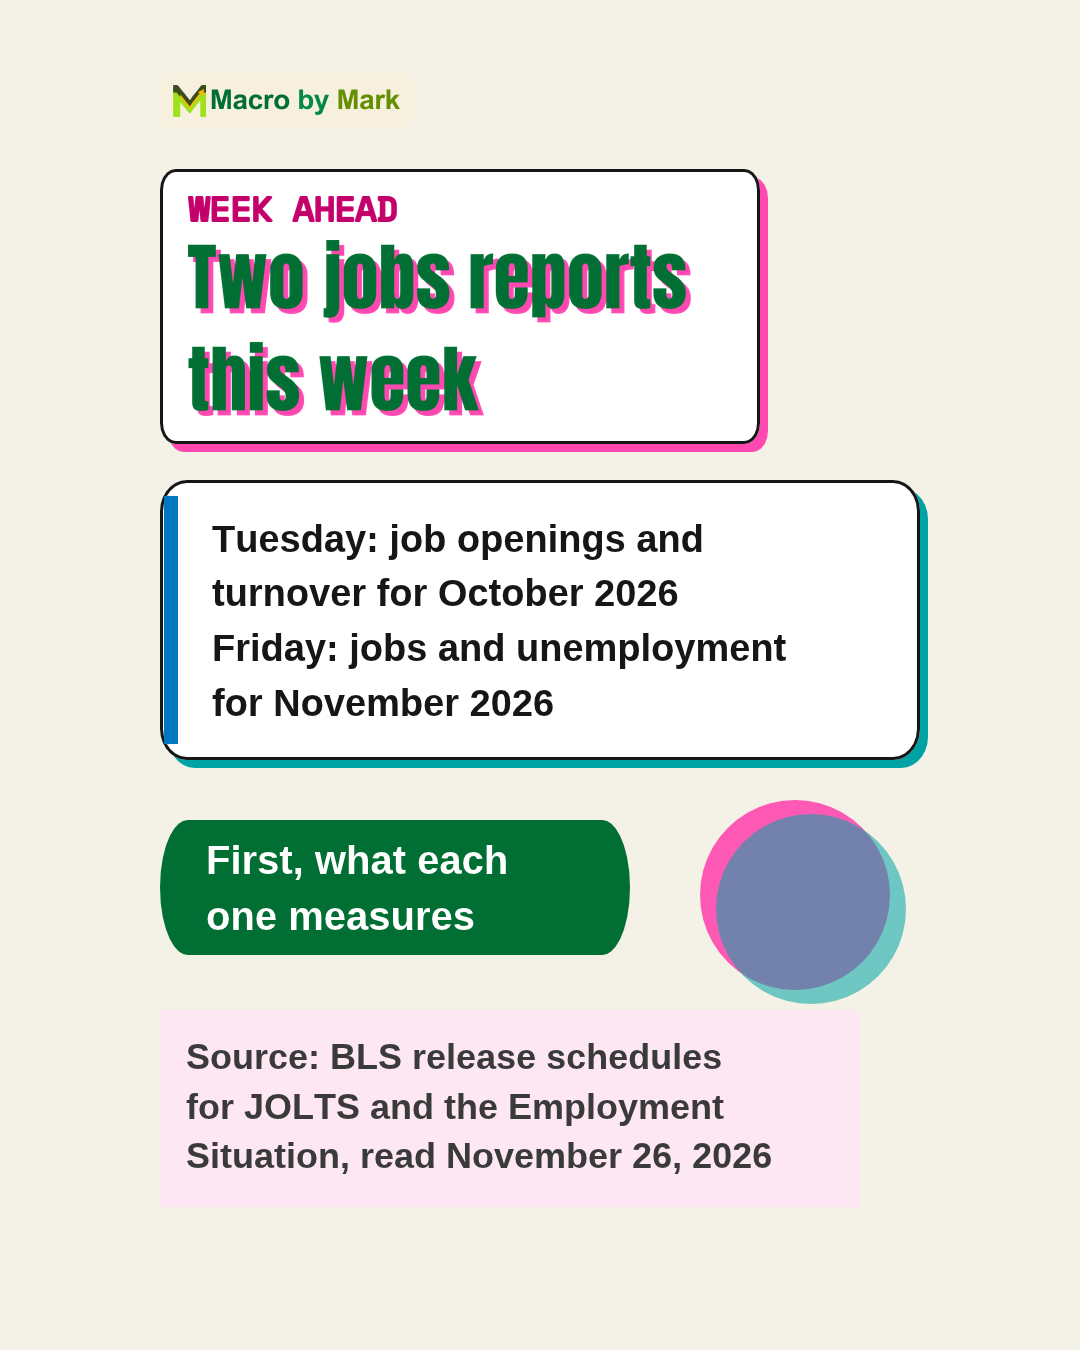 Macro by Mark
WEEK AHEAD
Two jobs reports
this week
Tuesday: job openings and
turnover for October 2026
Friday: jobs and unemployment
for November 2026
First, what each
one measures
Source: BLS release schedules
for JOLTS and the Employment
Situation, read November 26, 2026